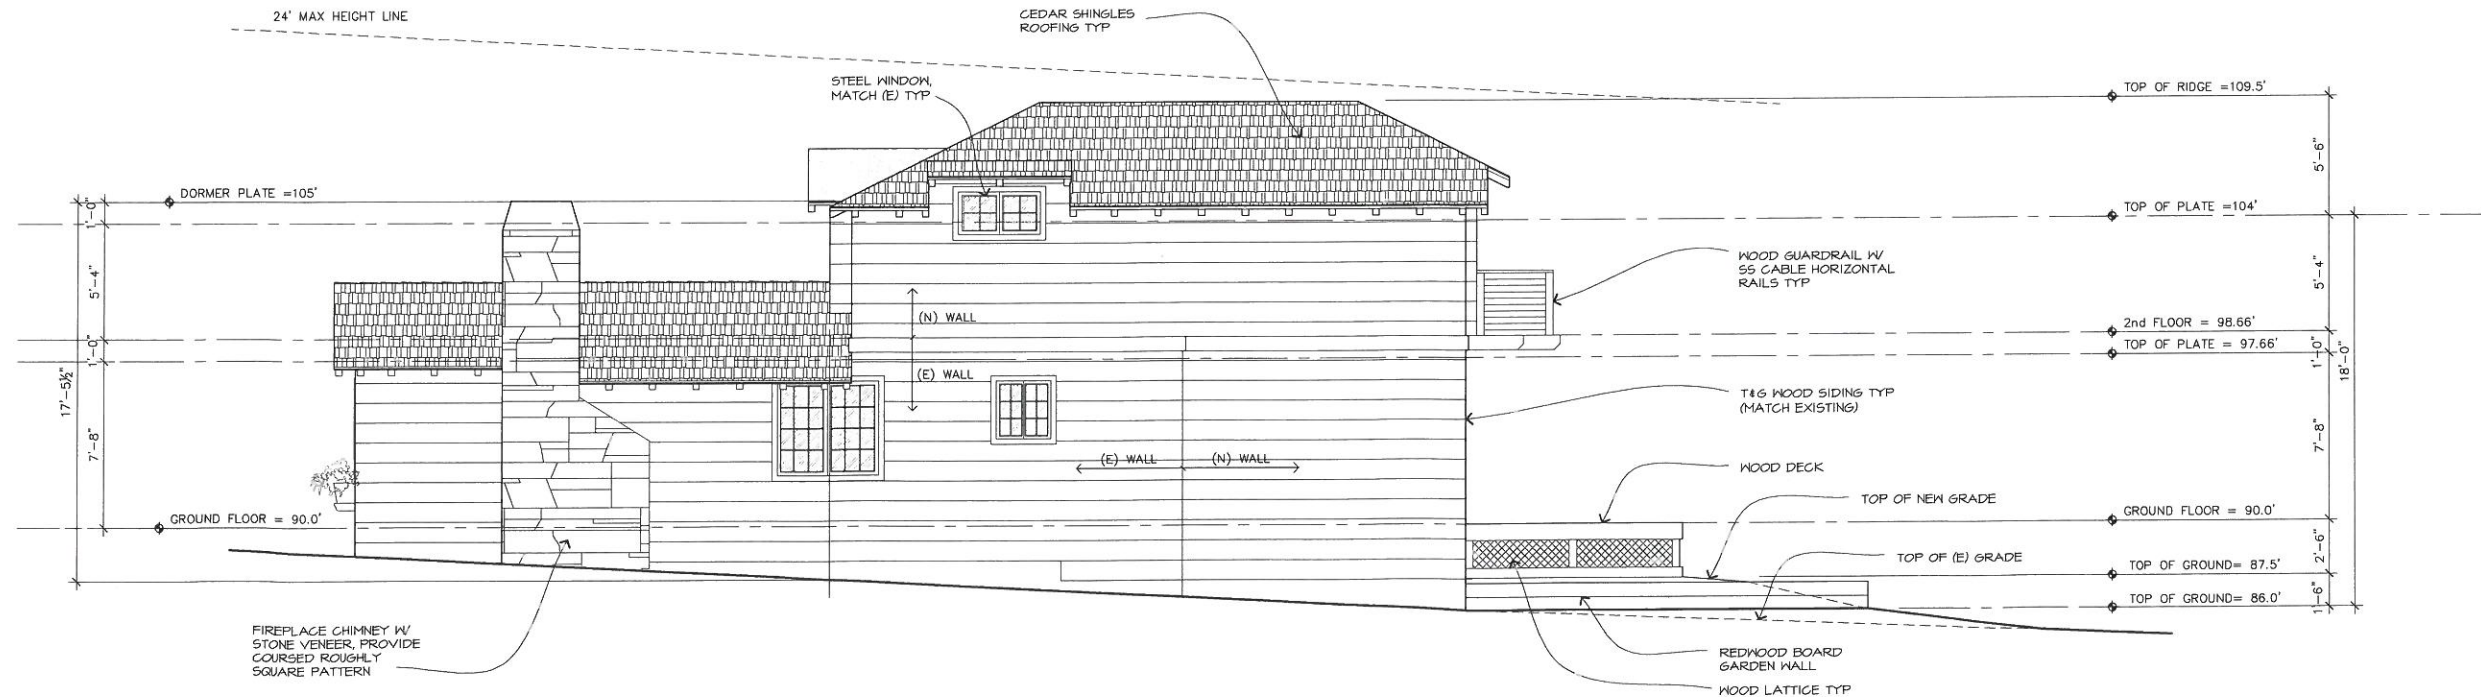 24' MAX HEIGHT LINE
CEDAR SHINGLES
ROOFING TYP
STEEL WINDOW,
MATCH (E) TYP
TOP OF RIDGE =109.5'
5'-6"
DORMER PLATE =105'
1'-0"
TOP OF PLATE =104'
5'-4"
WOOD GUARDRAIL W/
SS CABLE HORIZONTAL
RAILS TYP
5'-4"
(N) WALL
2nd FLOOR = 98.66'
1'-0"
TOP OF PLATE = 97.66'
1'-0"
18'-0"
(E) WALL
17'-5½"
T&G WOOD SIDING TYP
(MATCH EXISTING)
7'-8"
7'-8"
(E) WALL
(N) WALL
WOOD DECK
TOP OF NEW GRADE
GROUND FLOOR = 90.0'
GROUND FLOOR = 90.0'
2'-6"
TOP OF (E) GRADE
TOP OF GROUND= 87.5'
1'-6"
TOP OF GROUND= 86.0'
FIREPLACE CHIMNEY W/
STONE VENEER, PROVIDE
COURSED ROUGHLY
SQUARE PATTERN
REDWOOD BOARD
GARDEN WALL
WOOD LATTICE TYP